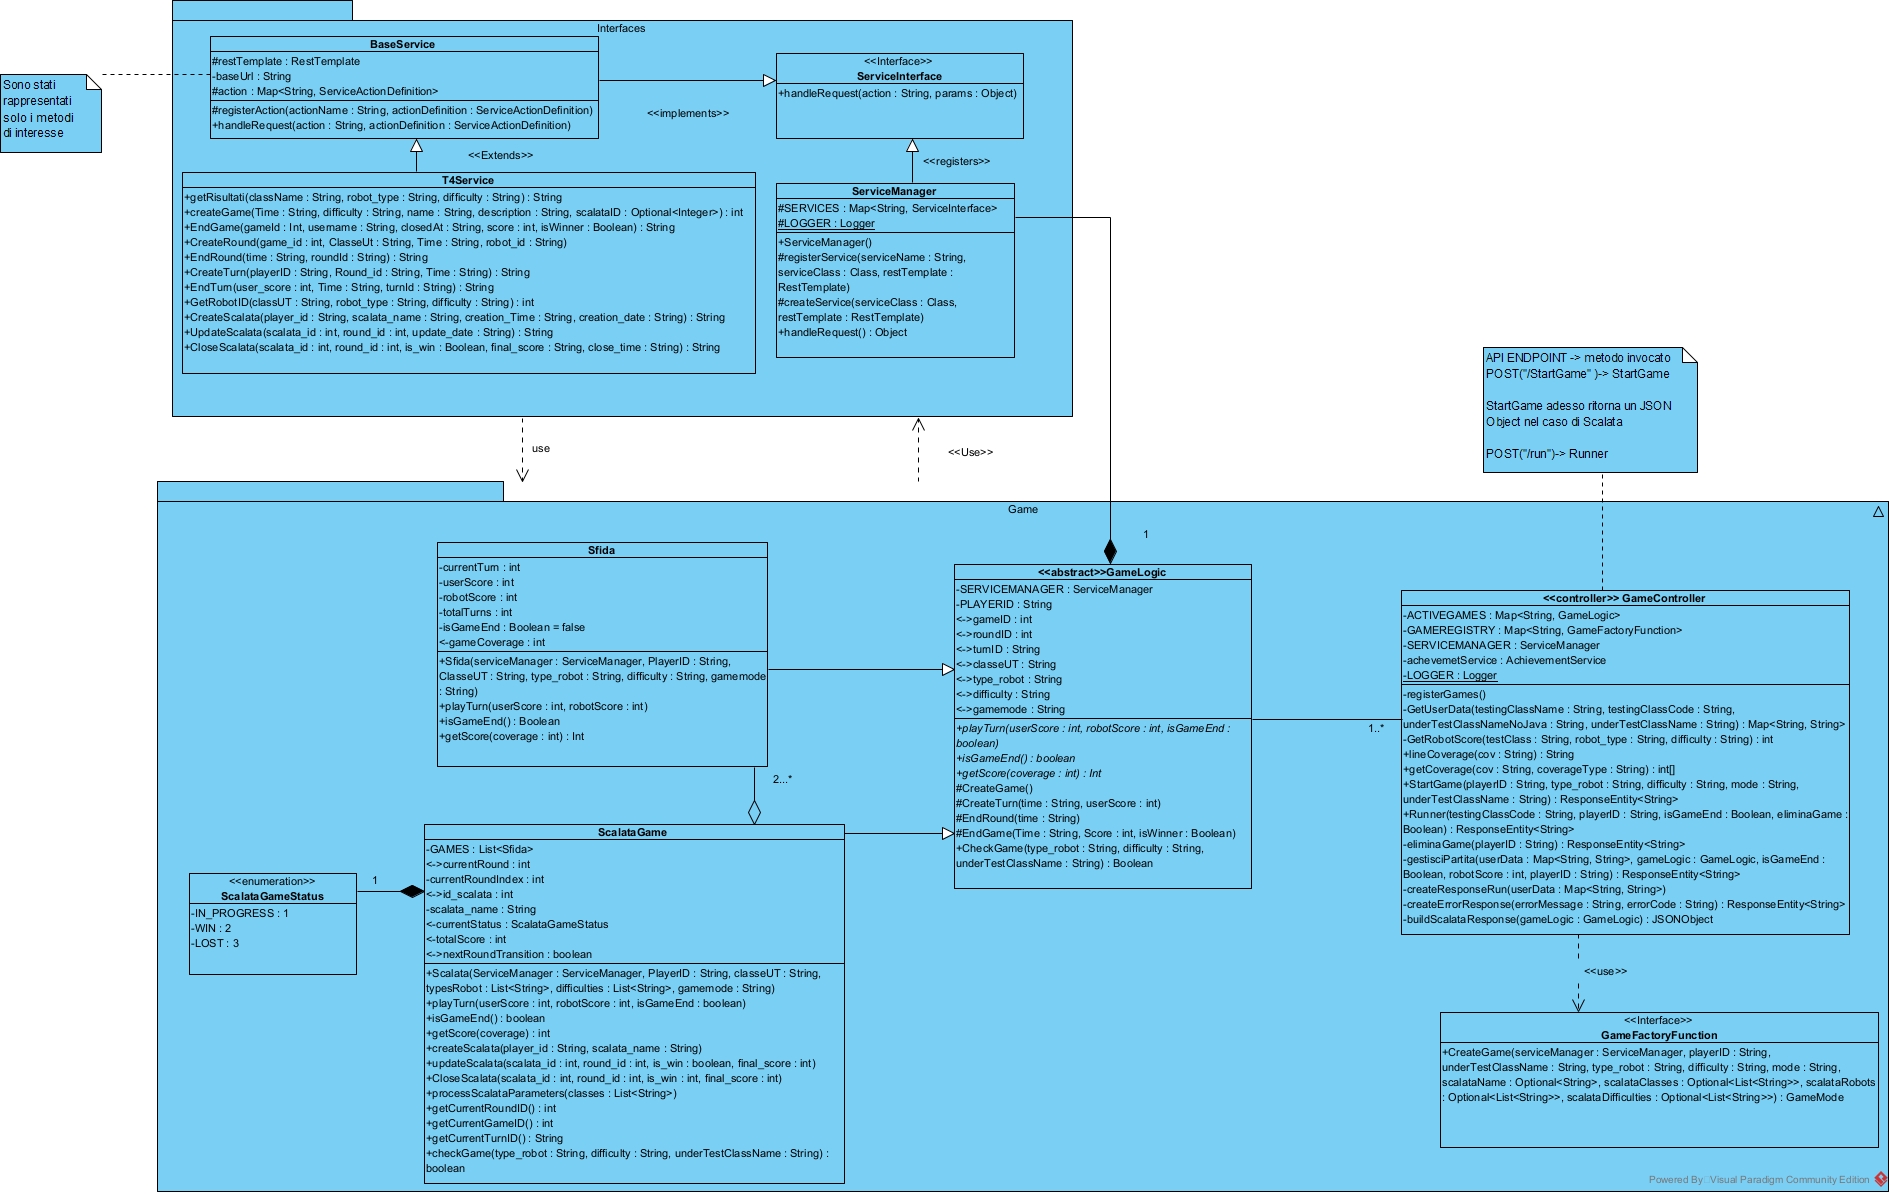 Interfaces
BaseService
#restTemplate : RestTemplate
-baseUrl : String
#action : Map<String, ServiceActionDefinition>
#registerAction(actionName : String, actionDefinition : ServiceActionDefinition)
+handleRequest(action : String, actionDefinition : ServiceActionDefinition)
Sono stati
rappresentati
solo i metodi
di interesse
<<implements>>
<<Interface>>
ServiceInterface
+handleRequest(action : String, params : Object)
<<Extends>>
<<registers>>
T4Service
+getRisultati(className : String, robot_type : String, difficulty : String) : String
+createGame(Time : String, difficulty : String, name : String, description : String, scalataID : Optional<Integer>) : int
+EndGame(gameId : Int, username : String, closedAt : String, score : int, isWinner : Boolean) : String
+CreateRound(game_id : int, ClasseUt : String, Time : String, robot_id : String)
+EndRound(time : String, roundId : String) : String
+CreateTurn(playerID : String, Round_id : String, Time : String) : String
+EndTurn(user_score : int, Time : String, turnId : String) : String
+GetRobotID(classUT : String, robot_type : String, difficulty : String) : int
+CreateScalata(player_id : String, scalata_name : String, creation_Time : String, creation_date : String) : String
+UpdateScalata(scalata_id : int, round_id : int, update_date : String) : String
+CloseScalata(scalata_id : int, round_id : int, is_win : Boolean, final_score : String, close_time : String) : String
ServiceManager
#SERVICES : Map<String, ServiceInterface>
#LOGGER : Logger
+ServiceManager()
#registerService(serviceName : String,
serviceClass : Class, restTemplate :
RestTemplate)
#createService(serviceClass : Class,
restTemplate : RestTemplate)
+handleRequest() : Object
use
<<Use>>
API ENDPOINT -> metodo invocato
POST("/StartGame" )-> StartGame
StartGame adesso ritorna un JSON
Object nel caso di Scalata
POST("/run")-> Runner
Game
Sfida
-currentTurn : int
-userScore : int
-robotScore : int
-totalTurns : int
-isGameEnd : Boolean = false
<-gameCoverage : int
+Sfida(serviceManager : ServiceManager, PlayerID : String,
ClasseUT : String, type_robot : String, difficulty : String, gamemode
: String)
+playTurn(userScore : int, robotScore : int)
+isGameEnd() : Boolean
+getScore(coverage : int) : Int
2...*
1
<<abstract>>GameLogic
-SERVICEMANAGER : ServiceManager
-PLAYERID : String
<->gameID : int
<->roundID : int
<->turnID : String
<->classeUT : String
<->type_robot : String
<->difficulty : String
<->gamemode : String
+playTurn(userScore : int, robotScore : int, isGameEnd :
boolean)
+isGameEnd() : boolean
+getScore(coverage : int) : Int
#CreateGame()
#CreateTurn(time : String, userScore : int)
#EndRound(time : String)
#EndGame(Time : String, Score : int, isWinner : Boolean)
+CheckGame(type_robot : String, difficulty : String,
underTestClassName : String) : Boolean
1..*
<<controller>> GameController
-ACTIVEGAMES : Map<String, GameLogic>
-GAMEREGISTRY : Map<String, GameFactoryFunction>
-SERVICEMANAGER : ServiceManager
-achevemetService : AchievementService
-LOGGER : Logger
-registerGames()
-GetUserData(testingClassName : String, testingClassCode : String,
underTestClassNameNoJava : String, underTestClassName : String) : Map<String, String>
-GetRobotScore(testClass : String, robot_type : String, difficulty : String) : int
+lineCoverage(cov : String) : String
+getCoverage(cov : String, coverageType : String) : int[]
+StartGame(playerID : String, type_robot : String, difficulty : String, mode : String,
underTestClassName : String) : ResponseEntity<String>
+Runner(testingClassCode : String, playerID : String, isGameEnd : Boolean, eliminaGame :
Boolean) : ResponseEntity<String>
-eliminaGame(playerID : String) : ResponseEntity<String>
-gestisciPartita(userData : Map<String, String>, gameLogic : GameLogic, isGameEnd :
Boolean, robotScore : int, playerID : String) : ResponseEntity<String>
-createResponseRun(userData : Map<String, String>)
-createErrorResponse(errorMessage : String, errorCode : String) : ResponseEntity<String>
-buildScalataResponse(gameLogic : GameLogic) : JSONObject
<<use>>
<<Interface>>
GameFactoryFunction
+CreateGame(serviceManager : ServiceManager, playerID : String,
underTestClassName : String, type_robot : String, difficulty : String, mode : String,
scalataName : Optional<String>, scalataClasses : Optional<List<String>>, scalataRobots
: Optional<List<String>>, scalataDifficulties : Optional<List<String>>) : GameMode
<<enumeration>>
ScalataGameStatus
-IN_PROGRESS : 1
-WIN : 2
-LOST : 3
1
ScalataGame
-GAMES : List<Sfida>
<->currentRound : int
-currentRoundIndex : int
<->id_scalata : int
-scalata_name : String
<-currentStatus : ScalataGameStatus
<-totalScore : int
<->nextRoundTransition : boolean
+Scalata(ServiceManager : ServiceManager, PlayerID : String, classeUT : String,
typesRobot : List<String>, difficulties : List<String>, gamemode : String)
+playTurn(userScore : int, robotScore : int, isGameEnd : boolean)
+isGameEnd() : boolean
+getScore(coverage) : int
+createScalata(player_id : String, scalata_name : String)
+updateScalata(scalata_id : int, round_id : int, is_win : boolean, final_score : int)
+CloseScalata(scalata_id : int, round_id : int, is_win : int, final_score : int)
+processScalataParameters(classes : List<String>)
+getCurrentRoundID() : int
+getCurrentGameID() : int
+getCurrentTurnID() : String
+checkGame(type_robot : String, difficulty : String, underTestClassName : String) :
boolean
Powered By: Visual Paradigm Community Edition